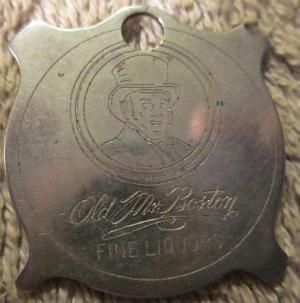 Old Mr. Boston
FINE LIQUORS